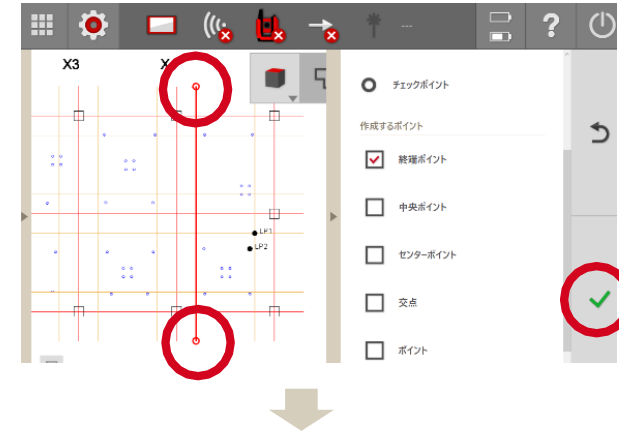 ---
?
X3
X
チェックポイント
作成するポイント
終端ポイント
中央ポイント
センターポイント
交点
ポイント
LP1
LP2